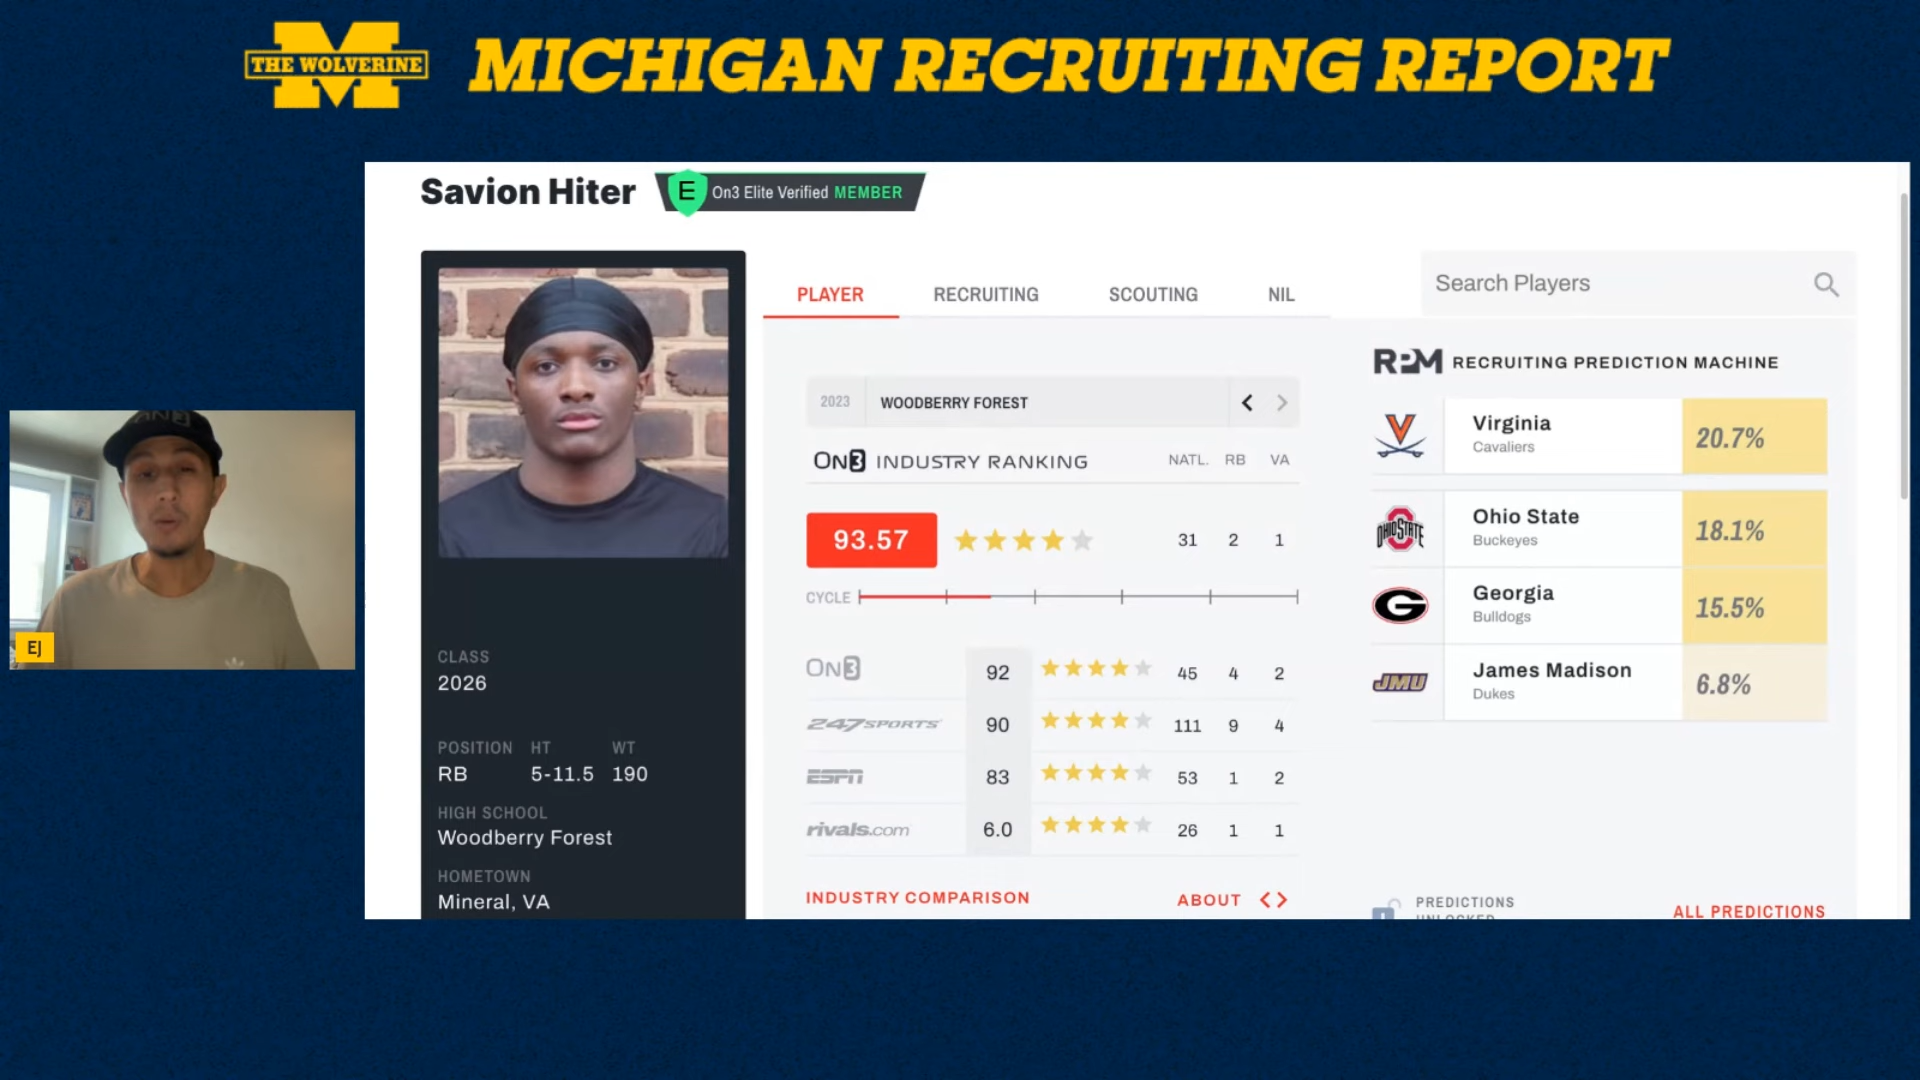 THE WOLVERINE
MICHIGAN RECRUITING REPORT
Savion Hiter
E On3 Elite Verified MEMBER
PLAYER RECRUITING SCOUTING NIL
Search Players
2023 WOODBERRY FOREST
RPM RECRUITING PREDICTION MACHINE
On3 INDUSTRY RANKING NATL. RB VA
93.57 31 2 1
CYCLE
On3 92 45 4 2
247SPORTS 90 111 9 4
ESPN 83 53 1 2
rivals.com 6.0 26 1 1
INDUSTRY COMPARISON ABOUT < >
Virginia
Cavaliers
20.7%
OHIO STATE
Ohio State
Buckeyes
18.1%
G
Georgia
Bulldogs
15.5%
JMU
James Madison
Dukes
6.8%
PREDICTIONS
UNLOCKED
ALL PREDICTIONS
CLASS
2026
POSITION HT WT
RB 5-11.5 190
HIGH SCHOOL
Woodberry Forest
HOMETOWN
Mineral, VA
ON3
EJ